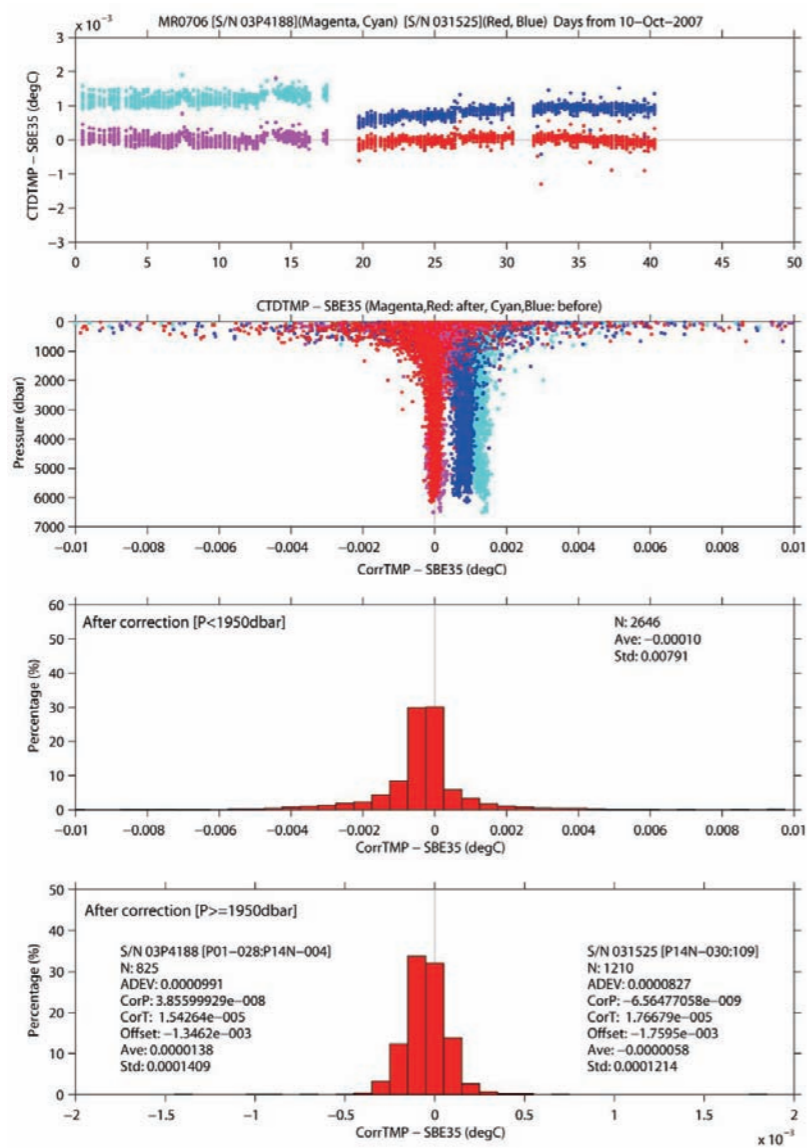 MR0706 [S/N 03P4188](Magenta, Cyan) [S/N 031525](Red, Blue) Days from 10−Oct−2007
x 10⁻³
3
2
1
0
−1
−2
−3
CTDTMP − SBE35 (degC)
0 5 10 15 20 25 30 35 40 45 50
CTDTMP − SBE35 (Magenta,Red: after, Cyan,Blue: before)
0
1000
2000
3000
4000
5000
6000
7000
Pressure (dbar)
−0.01 −0.008 −0.006 −0.004 −0.002 0 0.002 0.004 0.006 0.008 0.01
CorrTMP − SBE35 (degC)
60
50
40
30
20
10
0
Percentage (%)
After correction [P<1950dbar]
N: 2646
Ave: −0.00010
Std: 0.00791
−0.01 −0.008 −0.006 −0.004 −0.002 0 0.002 0.004 0.006 0.008 0.01
CorrTMP − SBE35 (degC)
50
40
30
20
10
0
Percentage (%)
After correction [P>=1950dbar]
S/N 03P4188 [P01−028:P14N−004]
N: 825
ADEV: 0.0000991
CorP: 3.85599929e−008
CorT: 1.54264e−005
Offset: −1.3462e−003
Ave: 0.0000138
Std: 0.0001409
S/N 031525 [P14N−030:109]
N: 1210
ADEV: 0.0000827
CorP: −6.56477058e−009
CorT: 1.76679e−005
Offset: −1.7595e−003
Ave: −0.0000058
Std: 0.0001214
−2 −1.5 −1 −0.5 0 0.5 1 1.5 2
x 10⁻³
CorrTMP − SBE35 (degC)